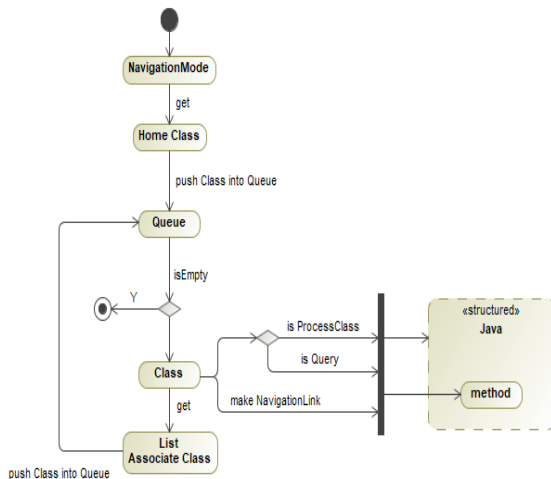 NavigationMode
get
Home Class
push Class into Queue
Queue
isEmpty
Y
«structured»
Java
is ProcessClass
is Query
Class
method
make NavigationLink
get
List
Associate Class
push Class into Queue